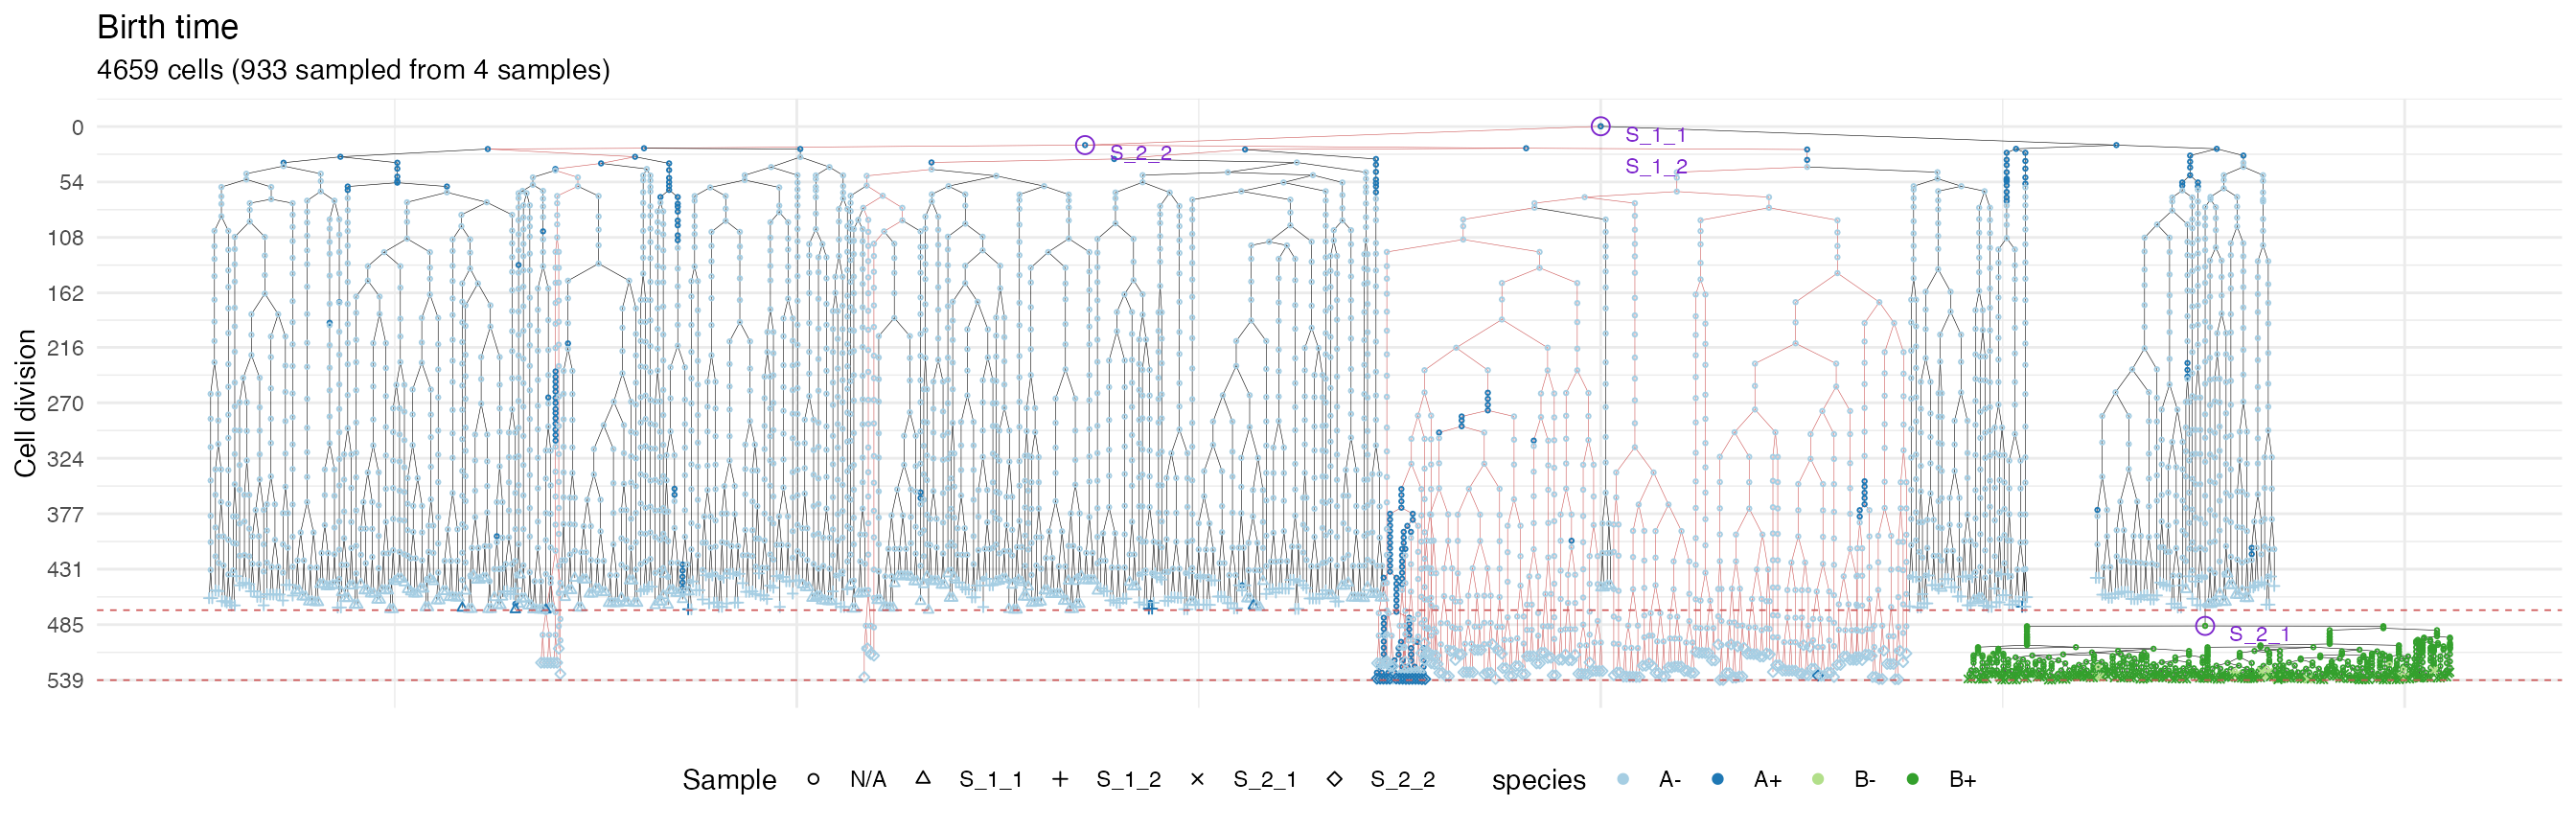 Birth time
4659 cells (933 sampled from 4 samples)
Cell division
0
54
108
162
216
270
324
377
431
485
539
S_1_1
S_2_2
S_1_2
S_2_1
Sample N/A S_1_1 S_1_2 S_2_1 S_2_2 species A- A+ B- B+